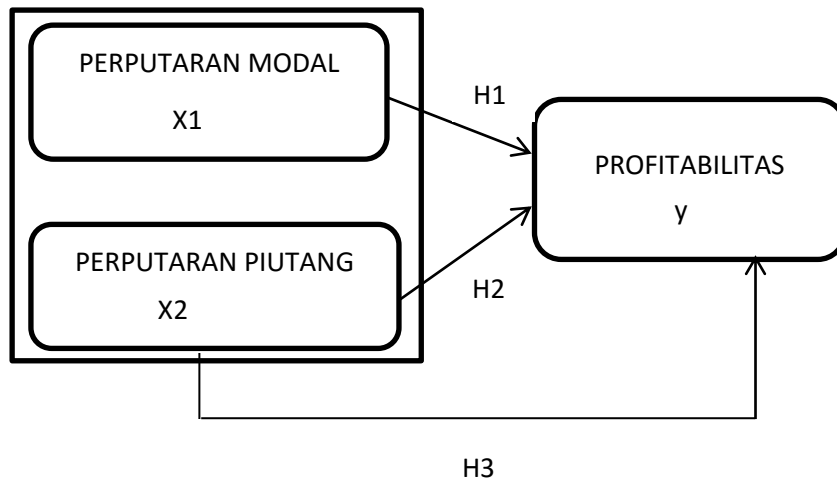 PERPUTARAN MODAL
X1
H1
PROFITABILITAS
y
PERPUTARAN PIUTANG
X2
H2
H3